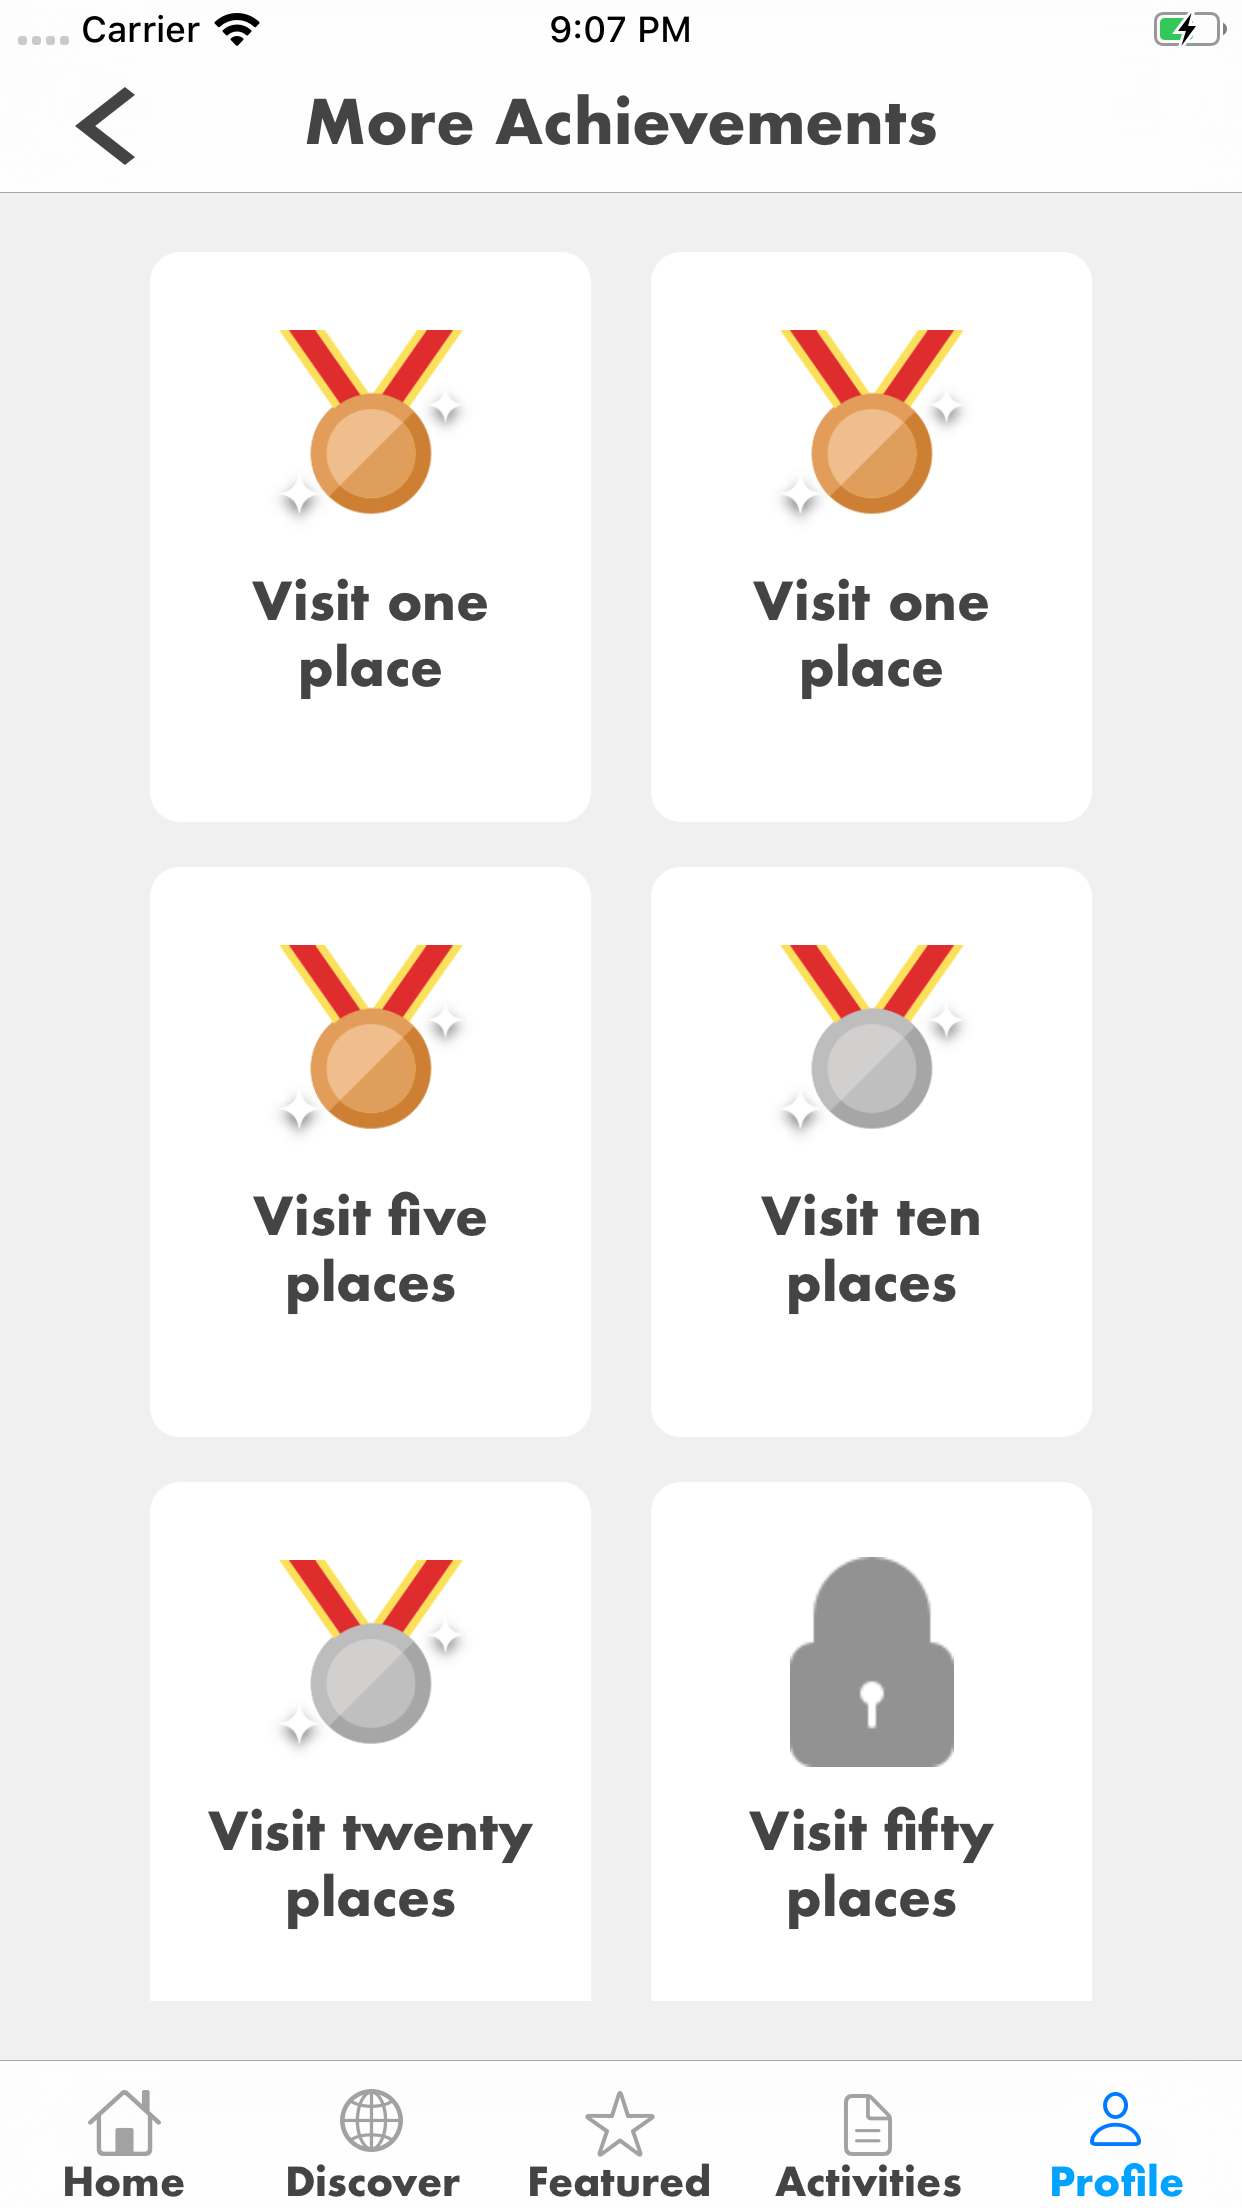 Carrier 9:07 PM
More Achievements
Visit one
place
Visit one
place
Visit five
places
Visit ten
places
Visit twenty
places
Visit fifty
places
Home Discover Featured Activities Profile